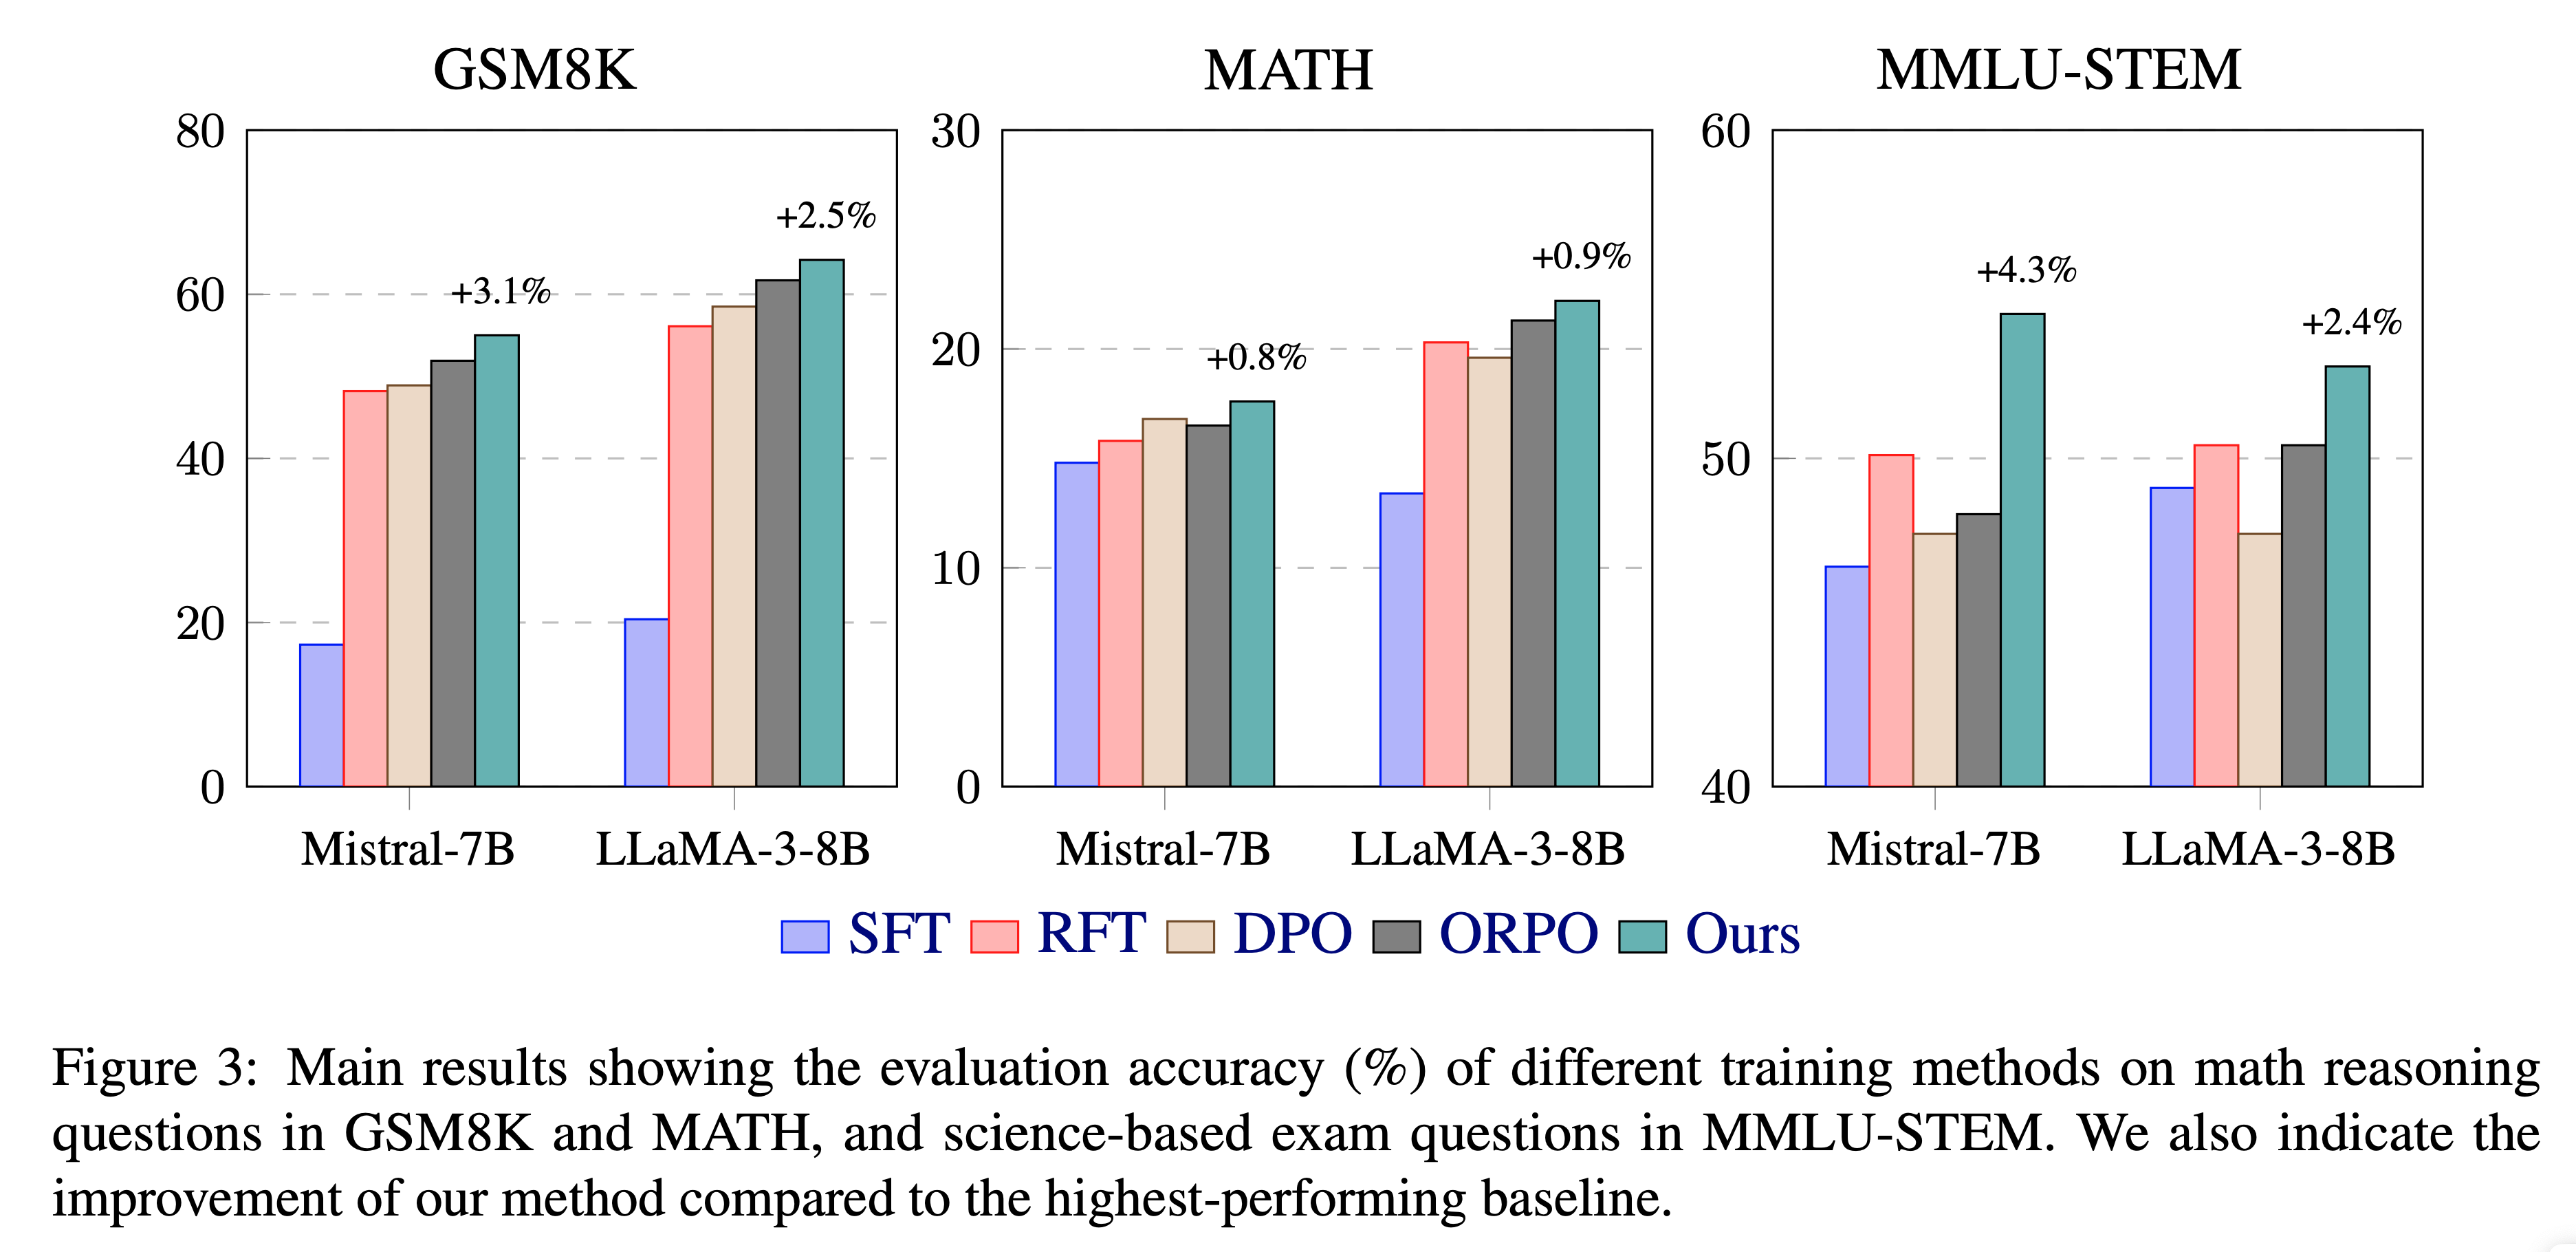 GSM8K
80
60
40
20
0
+3.1%
+2.5%
Mistral-7B
LLaMA-3-8B
MATH
30
20
10
0
+0.8%
+0.9%
Mistral-7B
LLaMA-3-8B
MMLU-STEM
60
50
40
+4.3%
+2.4%
Mistral-7B
LLaMA-3-8B
SFT RFT DPO ORPO Ours
Figure 3: Main results showing the evaluation accuracy (%) of different training methods on math reasoning
questions in GSM8K and MATH, and science-based exam questions in MMLU-STEM. We also indicate the
improvement of our method compared to the highest-performing baseline.